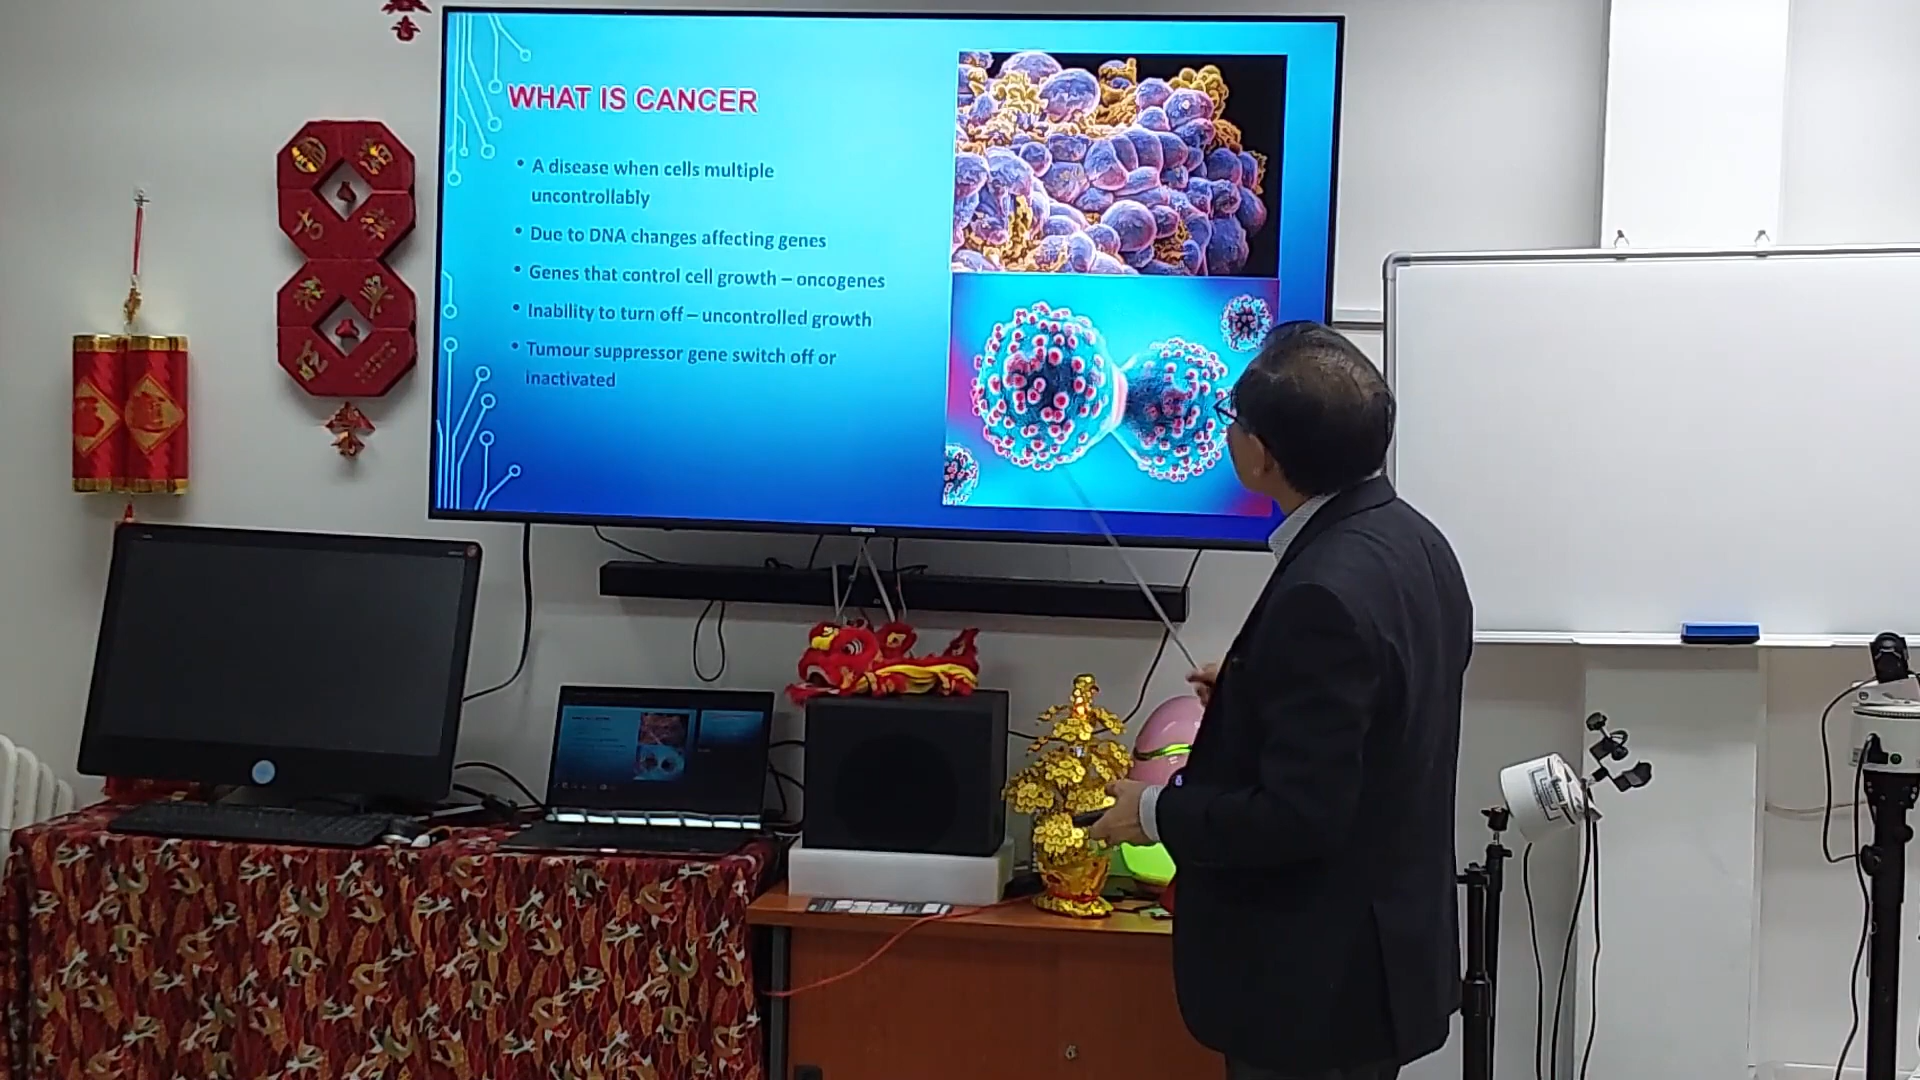 WHAT IS CANCER
• A disease when cells multiple
uncontrollably
• Due to DNA changes affecting genes
• Genes that control cell growth – oncogenes
• Inability to turn off – uncontrolled growth
• Tumour suppressor gene switch off or
inactivated